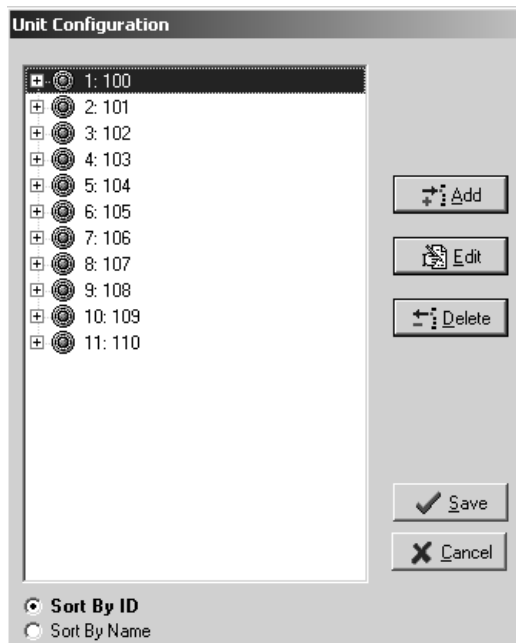 Unit Configuration
1: 100
2: 101
3: 102
4: 103
5: 104
6: 105
7: 106
8: 107
9: 108
10: 109
11: 110
Add
Edit
Delete
Save
Cancel
Sort By ID
Sort By Name